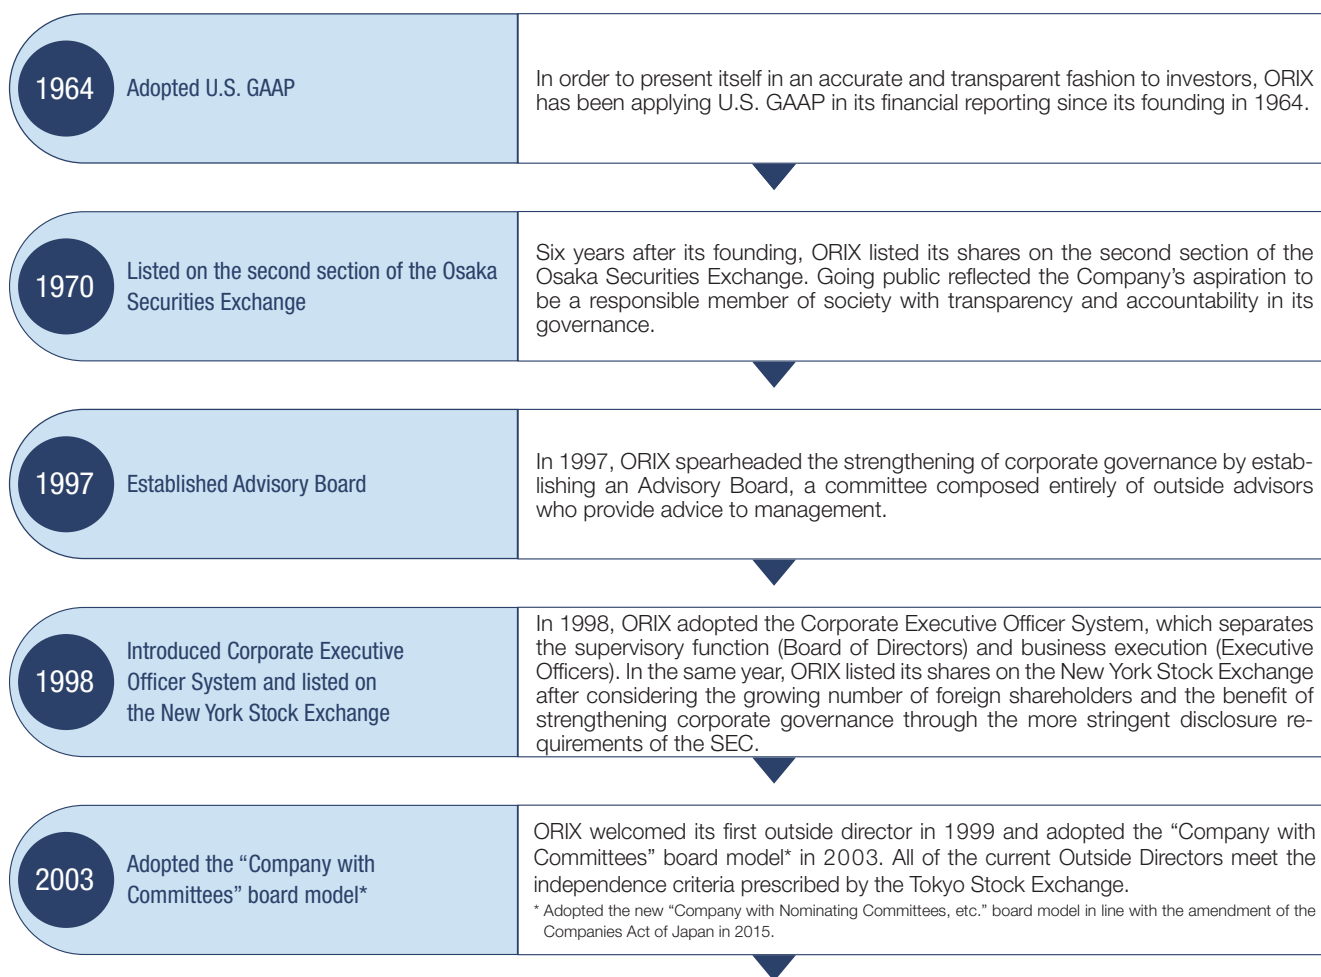 1964
Adopted U.S. GAAP
In order to present itself in an accurate and transparent fashion to investors, ORIX
has been applying U.S. GAAP in its financial reporting since its founding in 1964.
1970
Listed on the second section of the Osaka
Securities Exchange
Six years after its founding, ORIX listed its shares on the second section of the
Osaka Securities Exchange. Going public reflected the Company’s aspiration to
be a responsible member of society with transparency and accountability in its
governance.
1997
Established Advisory Board
In 1997, ORIX spearheaded the strengthening of corporate governance by estab-
lishing an Advisory Board, a committee composed entirely of outside advisors
who provide advice to management.
1998
Introduced Corporate Executive
Officer System and listed on
the New York Stock Exchange
In 1998, ORIX adopted the Corporate Executive Officer System, which separates
the supervisory function (Board of Directors) and business execution (Executive
Officers). In the same year, ORIX listed its shares on the New York Stock Exchange
after considering the growing number of foreign shareholders and the benefit of
strengthening corporate governance through the more stringent disclosure re-
quirements of the SEC.
2003
Adopted the “Company with
Committees” board model*
ORIX welcomed its first outside director in 1999 and adopted the “Company with
Committees” board model* in 2003. All of the current Outside Directors meet the
independence criteria prescribed by the Tokyo Stock Exchange.
* Adopted the new “Company with Nominating Committees, etc.” board model in line with the amendment of the
Companies Act of Japan in 2015.